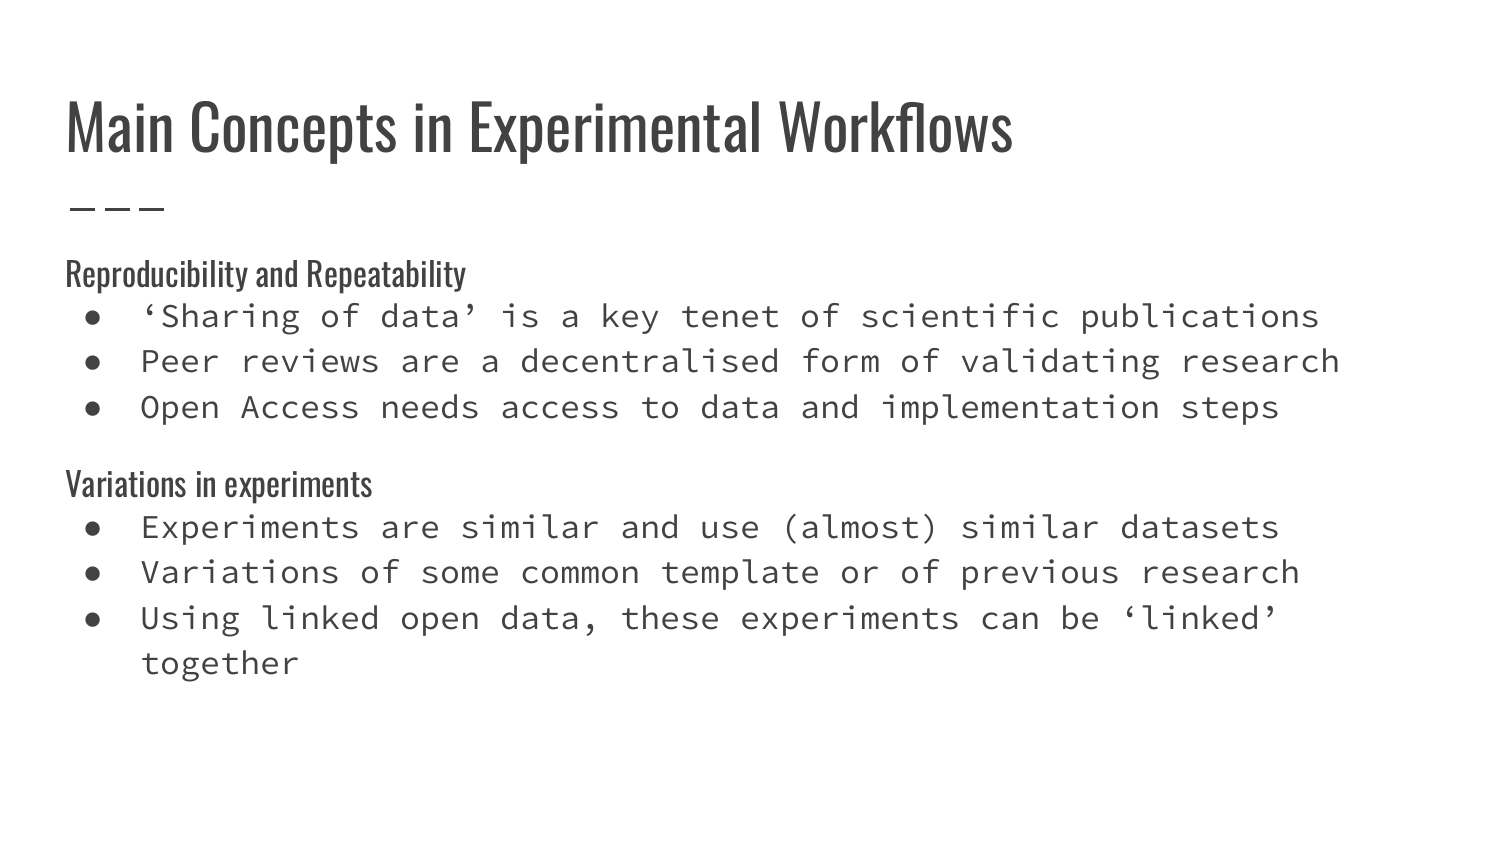 Main Concepts in Experimental Workflows
Reproducibility and Repeatability
● ‘Sharing of data’ is a key tenet of scientific publications
● Peer reviews are a decentralised form of validating research
● Open Access needs access to data and implementation steps
Variations in experiments
● Experiments are similar and use (almost) similar datasets
● Variations of some common template or of previous research
● Using linked open data, these experiments can be ‘linked’
together